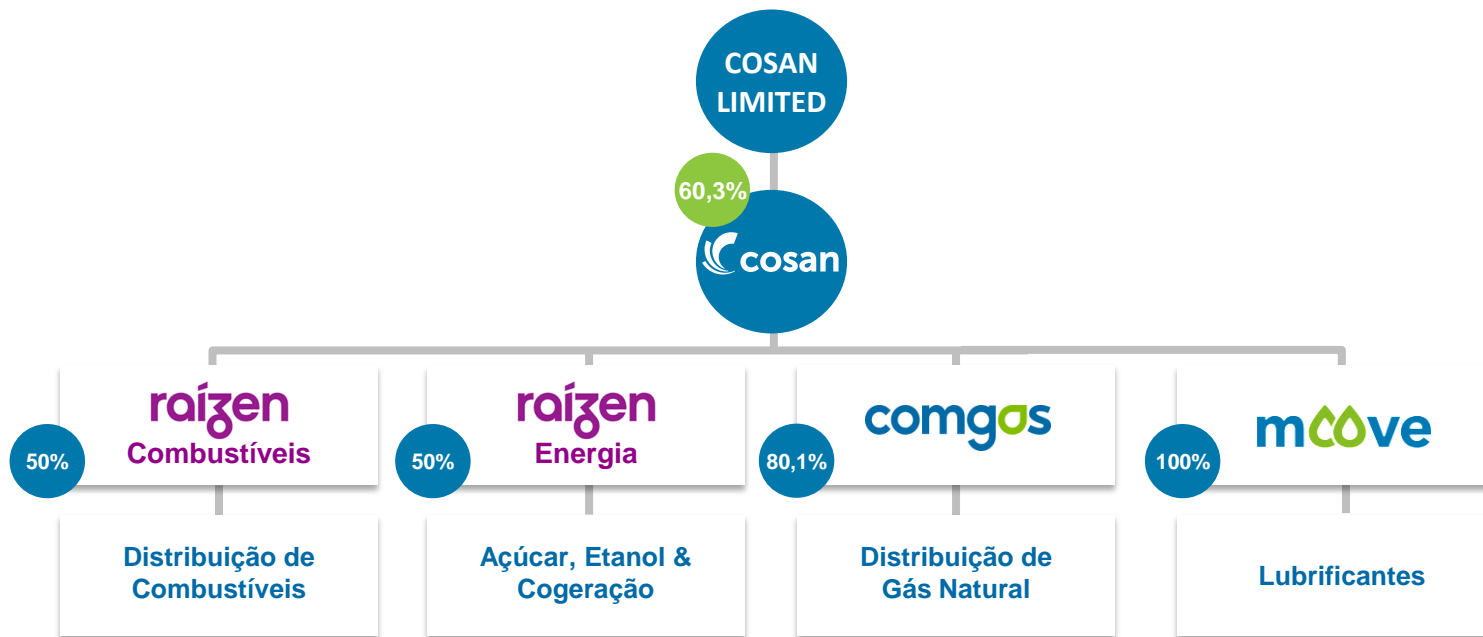 COSAN
LIMITED
60,3%
cosan
raízen
Combustíveis
50%
raízen
Energia
50%
comgas
80,1%
moove
100%
Distribuição de
Combustíveis
Açúcar, Etanol &
Cogeração
Distribuição de
Gás Natural
Lubrificantes